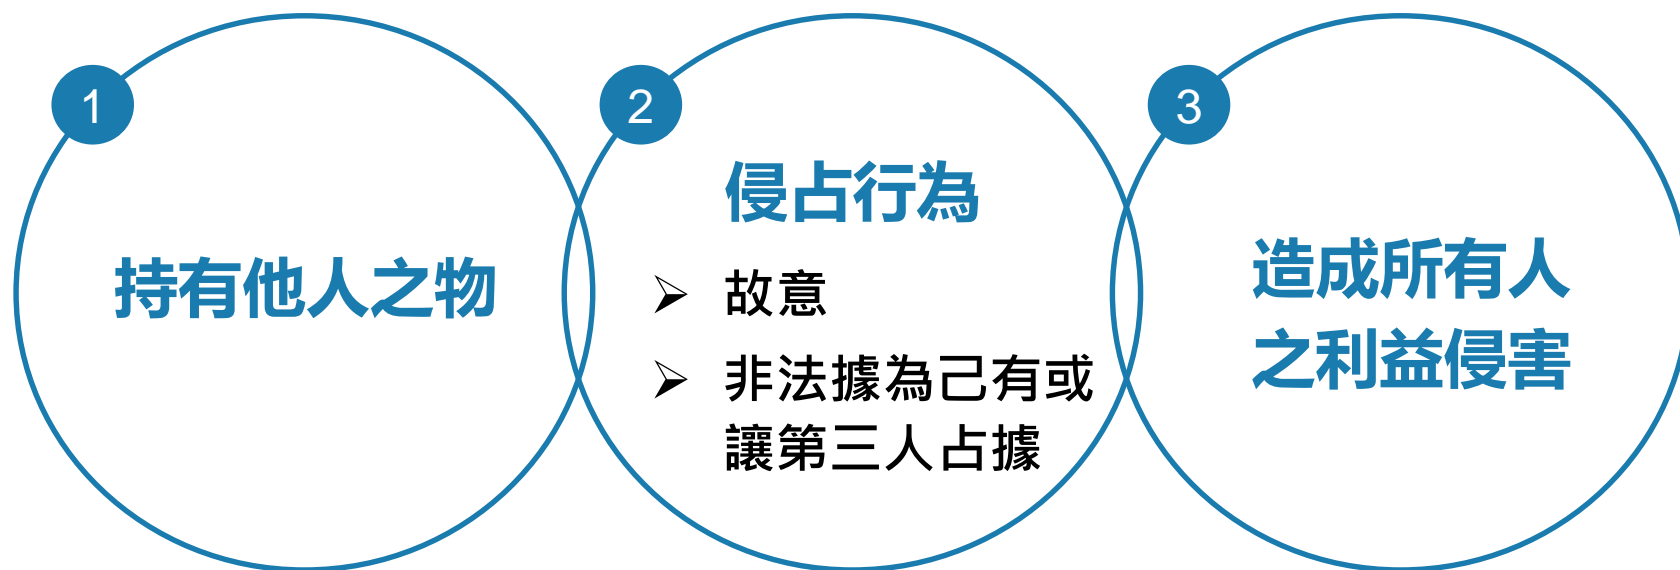 1
持有他人之物
2
侵占行為
➢ 故意
➢ 非法據為己有或
讓第三人占據
3
造成所有人
之利益侵害